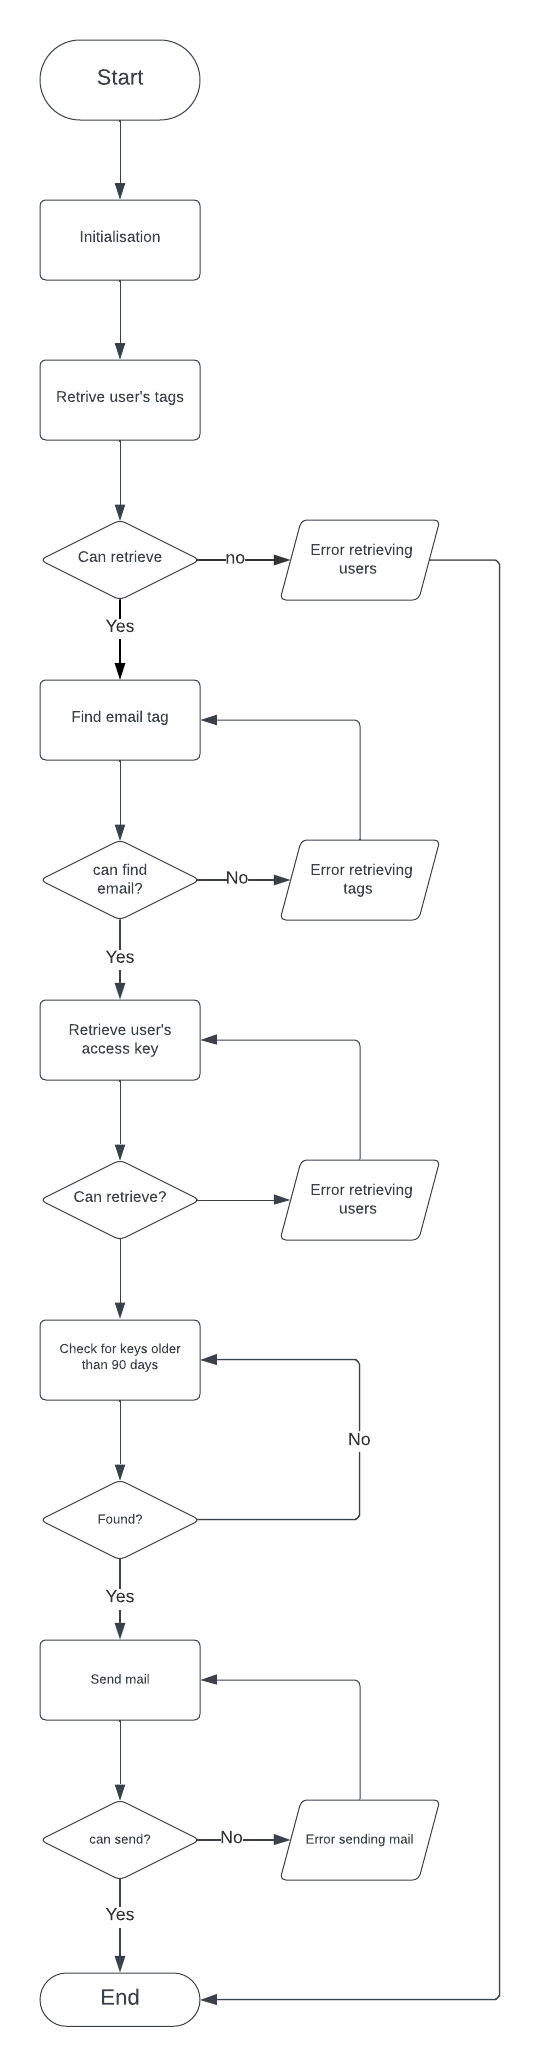 Start
Initialisation
Retrive user's tags
Can retrieve
no
Error retrieving
users
Yes
Find email tag
can find
email?
No
Error retrieving
tags
Yes
Retrieve user's
access key
Can retrieve?
Error retrieving
users
Check for keys older
than 90 days
No
Found?
Yes
Send mail
can send?
No
Error sending mail
Yes
End